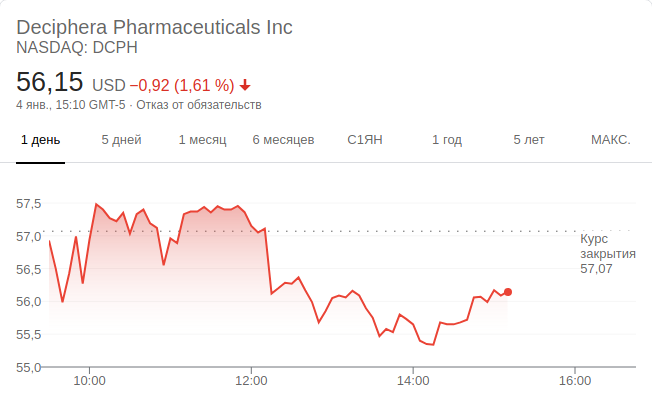 Deciphera Pharmaceuticals Inc
NASDAQ: DCPH
56,15 USD −0,92 (1,61 %)
4 янв., 15:10 GMT-5 · Отказ от обязательств
1 день 5 дней 1 месяц 6 месяцев С1ЯН 1 год 5 лет МАКС.
57,5
57,0
Курс
закрытия
57,07
56,5
56,0
55,5
55,0
10:00 12:00 14:00 16:00